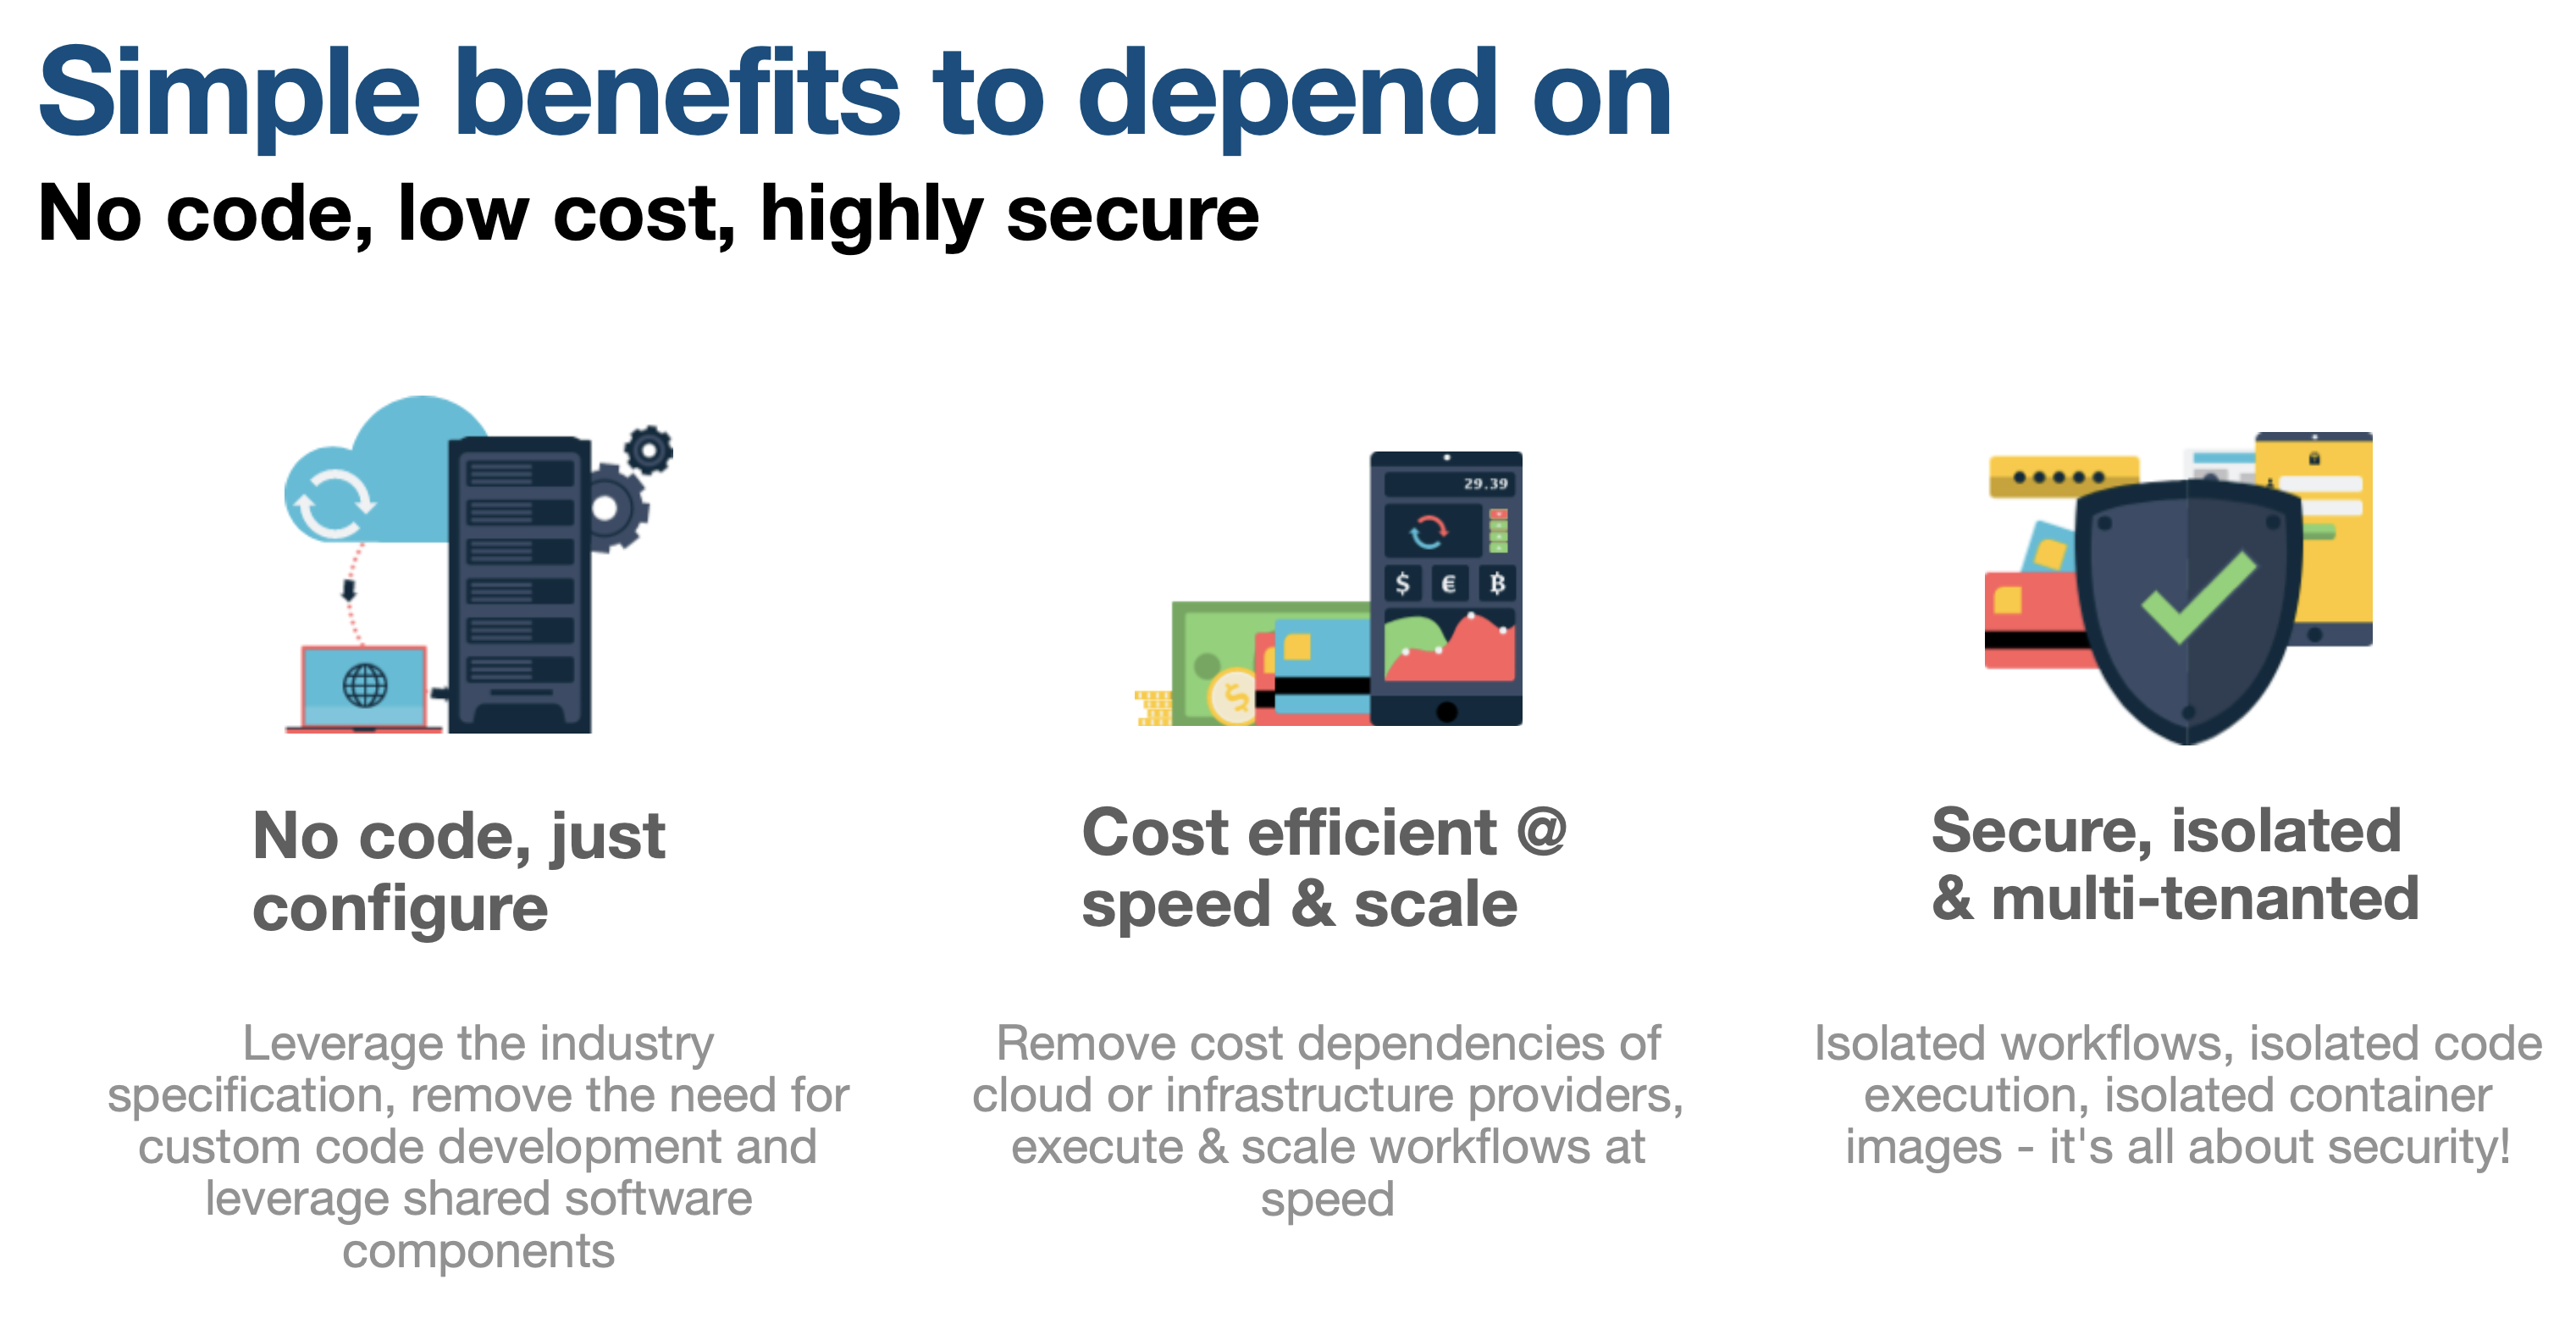 Simple benefits to depend on
No code, low cost, highly secure
29.39
$ € ₿
$
No code, just
configure
Leverage the industry
specification, remove the need for
custom code development and
leverage shared software
components
Cost efficient @
speed & scale
Remove cost dependencies of
cloud or infrastructure providers,
execute & scale workflows at
speed
Secure, isolated
& multi-tenanted
Isolated workflows, isolated code
execution, isolated container
images - it's all about security!